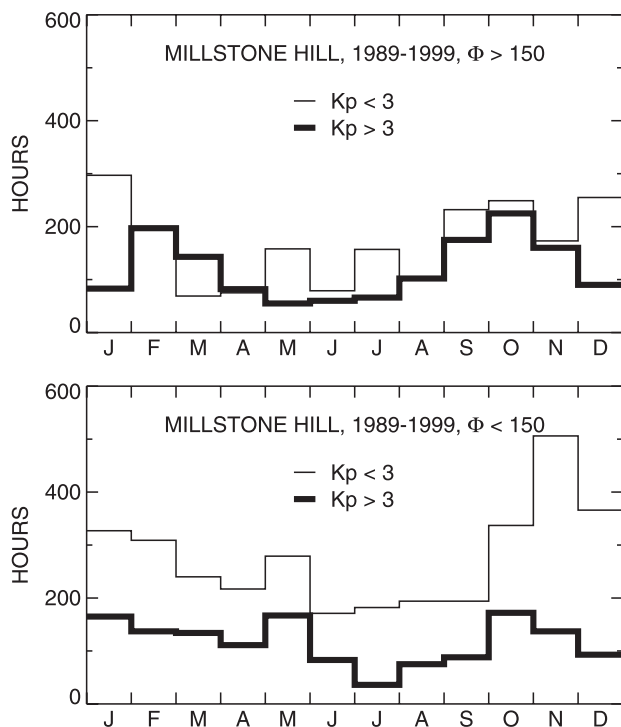 600
MILLSTONE HILL, 1989-1999, Φ > 150
Kp < 3
Kp > 3
400
HOURS
200
0
J F M A M J J A S O N D
600
MILLSTONE HILL, 1989-1999, Φ < 150
Kp < 3
Kp > 3
400
HOURS
200
0
J F M A M J J A S O N D